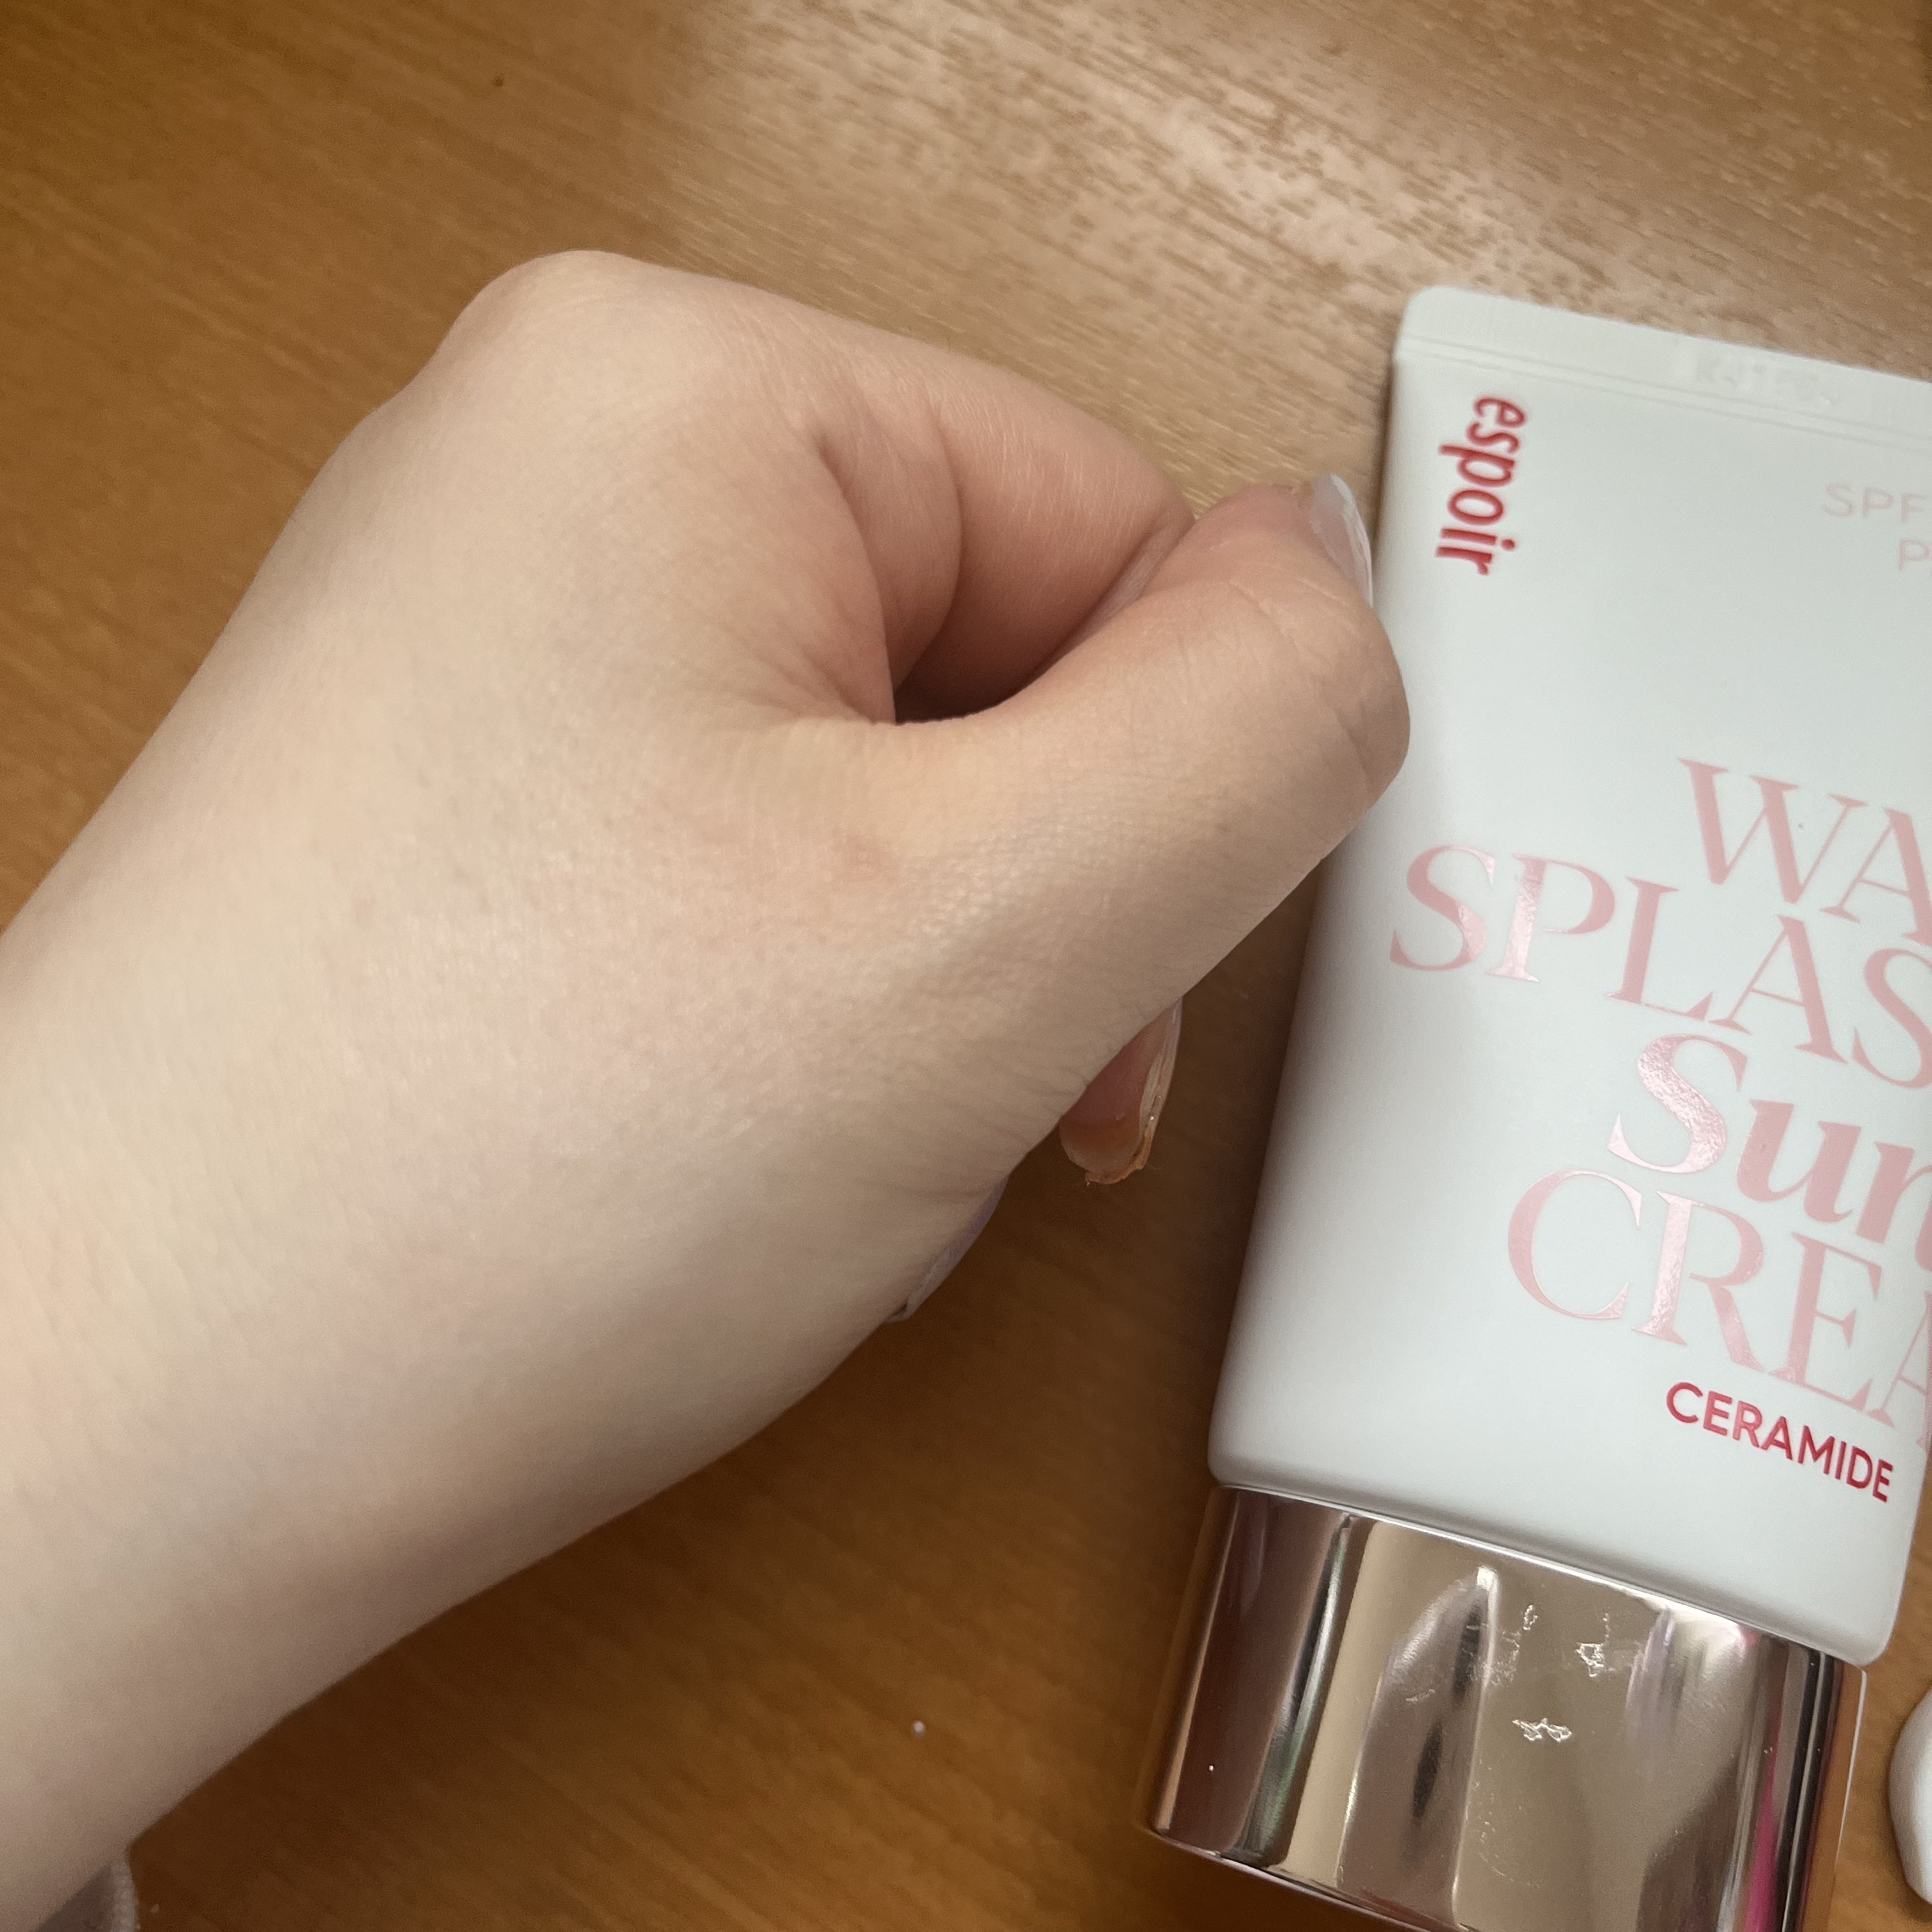 espoir
SPF
WA
SPLAS
Sun
CREA
CERAMIDE